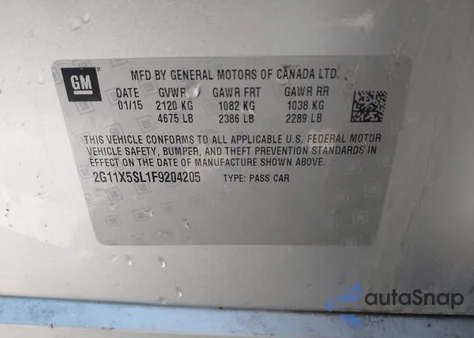 GM
MFD BY GENERAL MOTORS OF CANADA LTD.
DATE GVWR GAWR FRT GAWR RR
01/15 2120 KG 1082 KG 1038 KG
4675 LB 2386 LB 2289 LB
THIS VEHICLE CONFORMS TO ALL APPLICABLE U.S. FEDERAL MOTOR
VEHICLE SAFETY, BUMPER, AND THEFT PREVENTION STANDARDS IN
EFFECT ON THE DATE OF MANUFACTURE SHOWN ABOVE.
2G11X5SL1F9204205 TYPE: PASS CAR
autoSnap